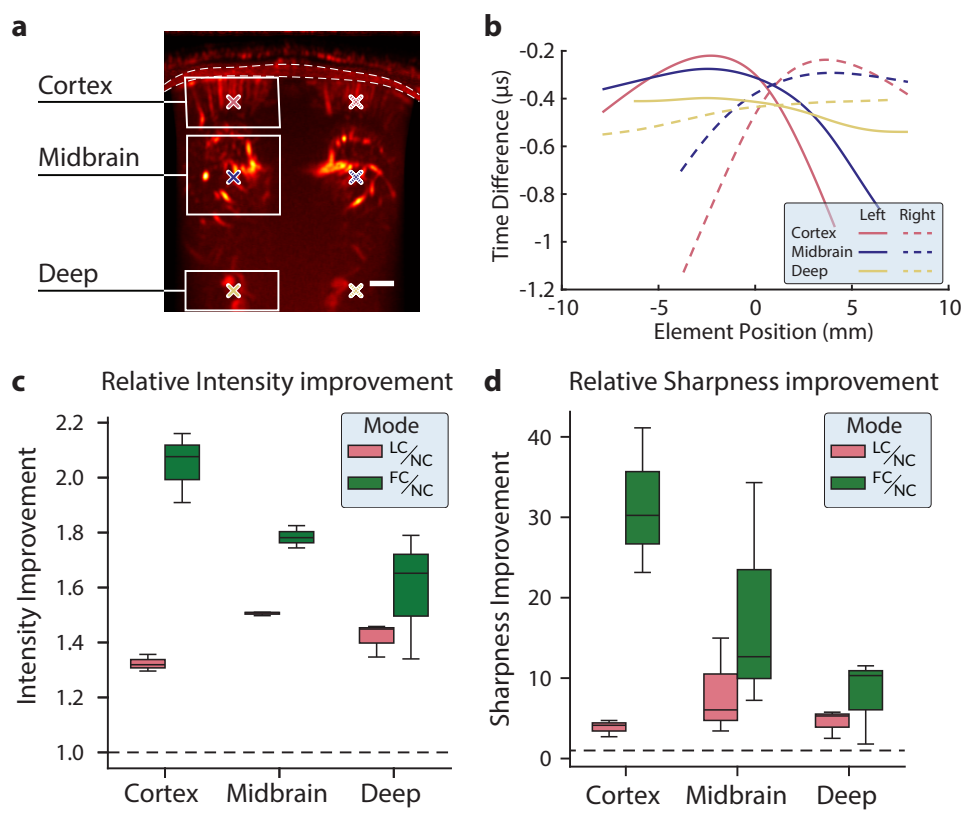 a
Cortex
Midbrain
Deep
b
-0.2
-0.4
-0.6
-0.8
-1
-1.2
Time Difference (µs)
-10
-5
0
5
10
Element Position (mm)
Left Right
Cortex
Midbrain
Deep
c Relative Intensity improvement
2.2
2.0
1.8
1.6
1.4
1.2
1.0
Intensity Improvement
Mode
LC/NC
FC/NC
Cortex Midbrain Deep
d Relative Sharpness improvement
40
30
20
10
0
Sharpness Improvement
Mode
LC/NC
FC/NC
Cortex Midbrain Deep